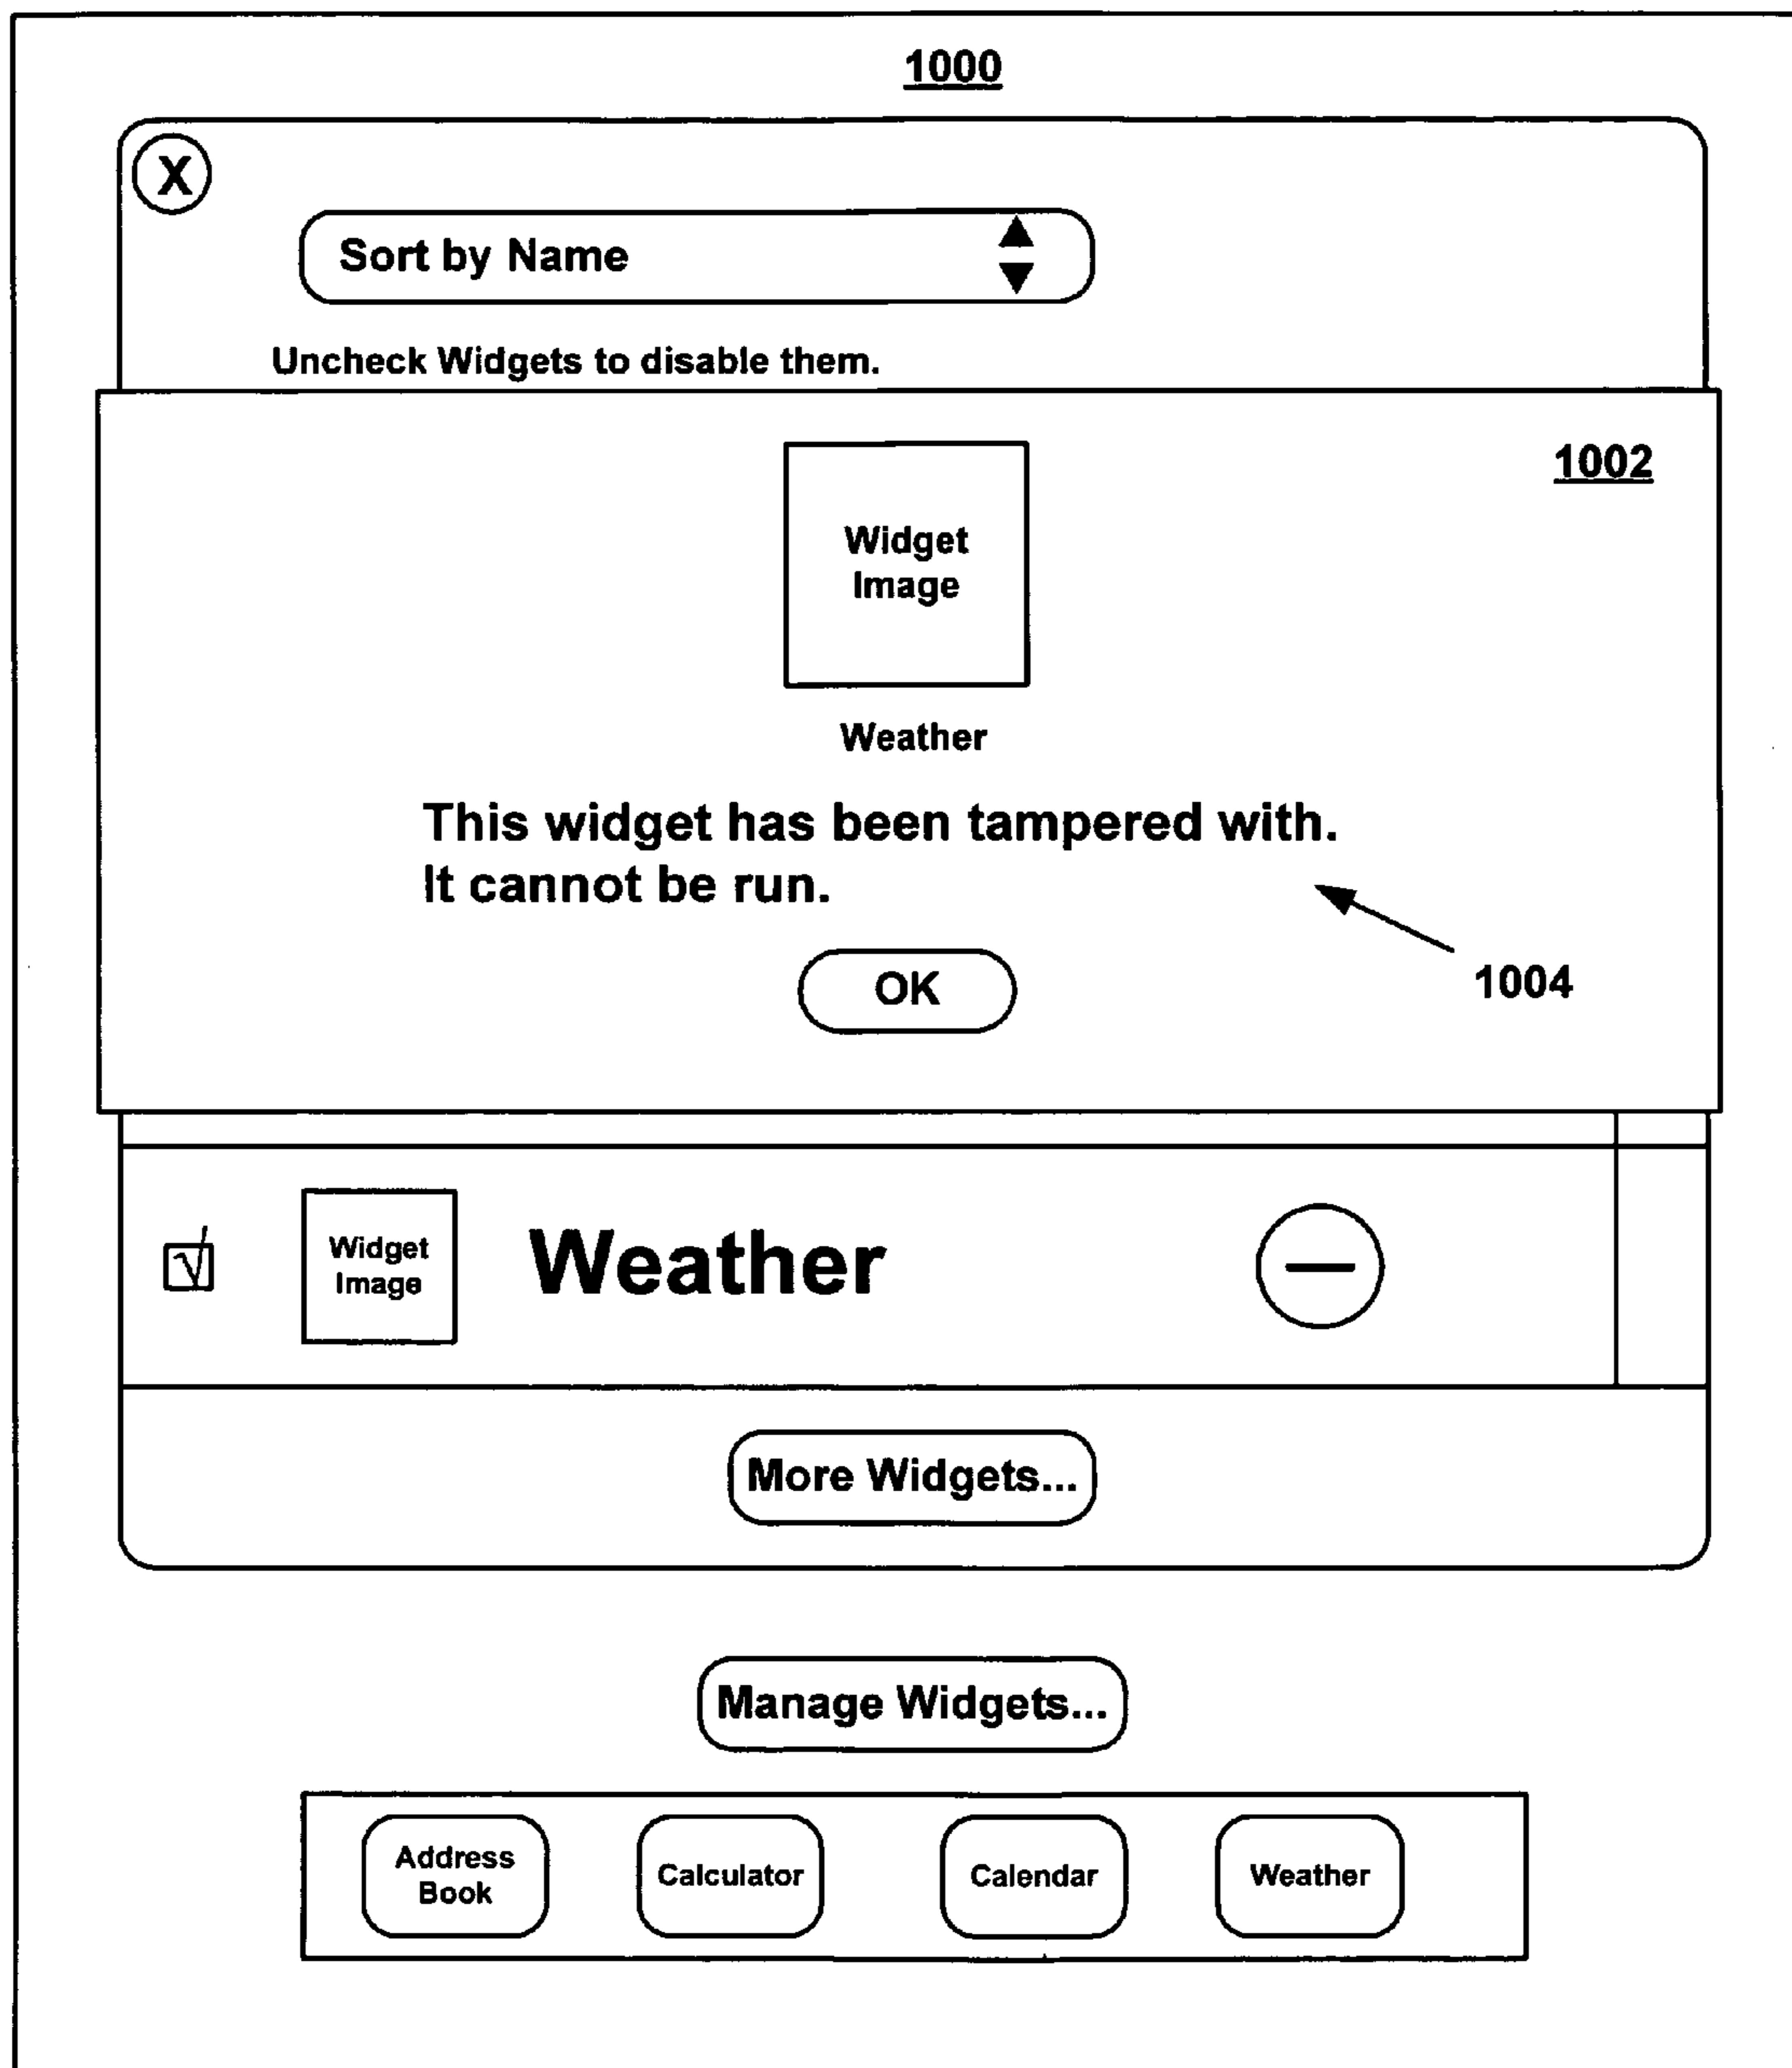 1000
X
Sort by Name
Uncheck Widgets to disable them.
1002
Widget
Image
Weather
This widget has been tampered with.
It cannot be run.
OK
1004
Widget
Image
Weather
More Widgets...
Manage Widgets...
Address
Book
Calculator
Calendar
Weather